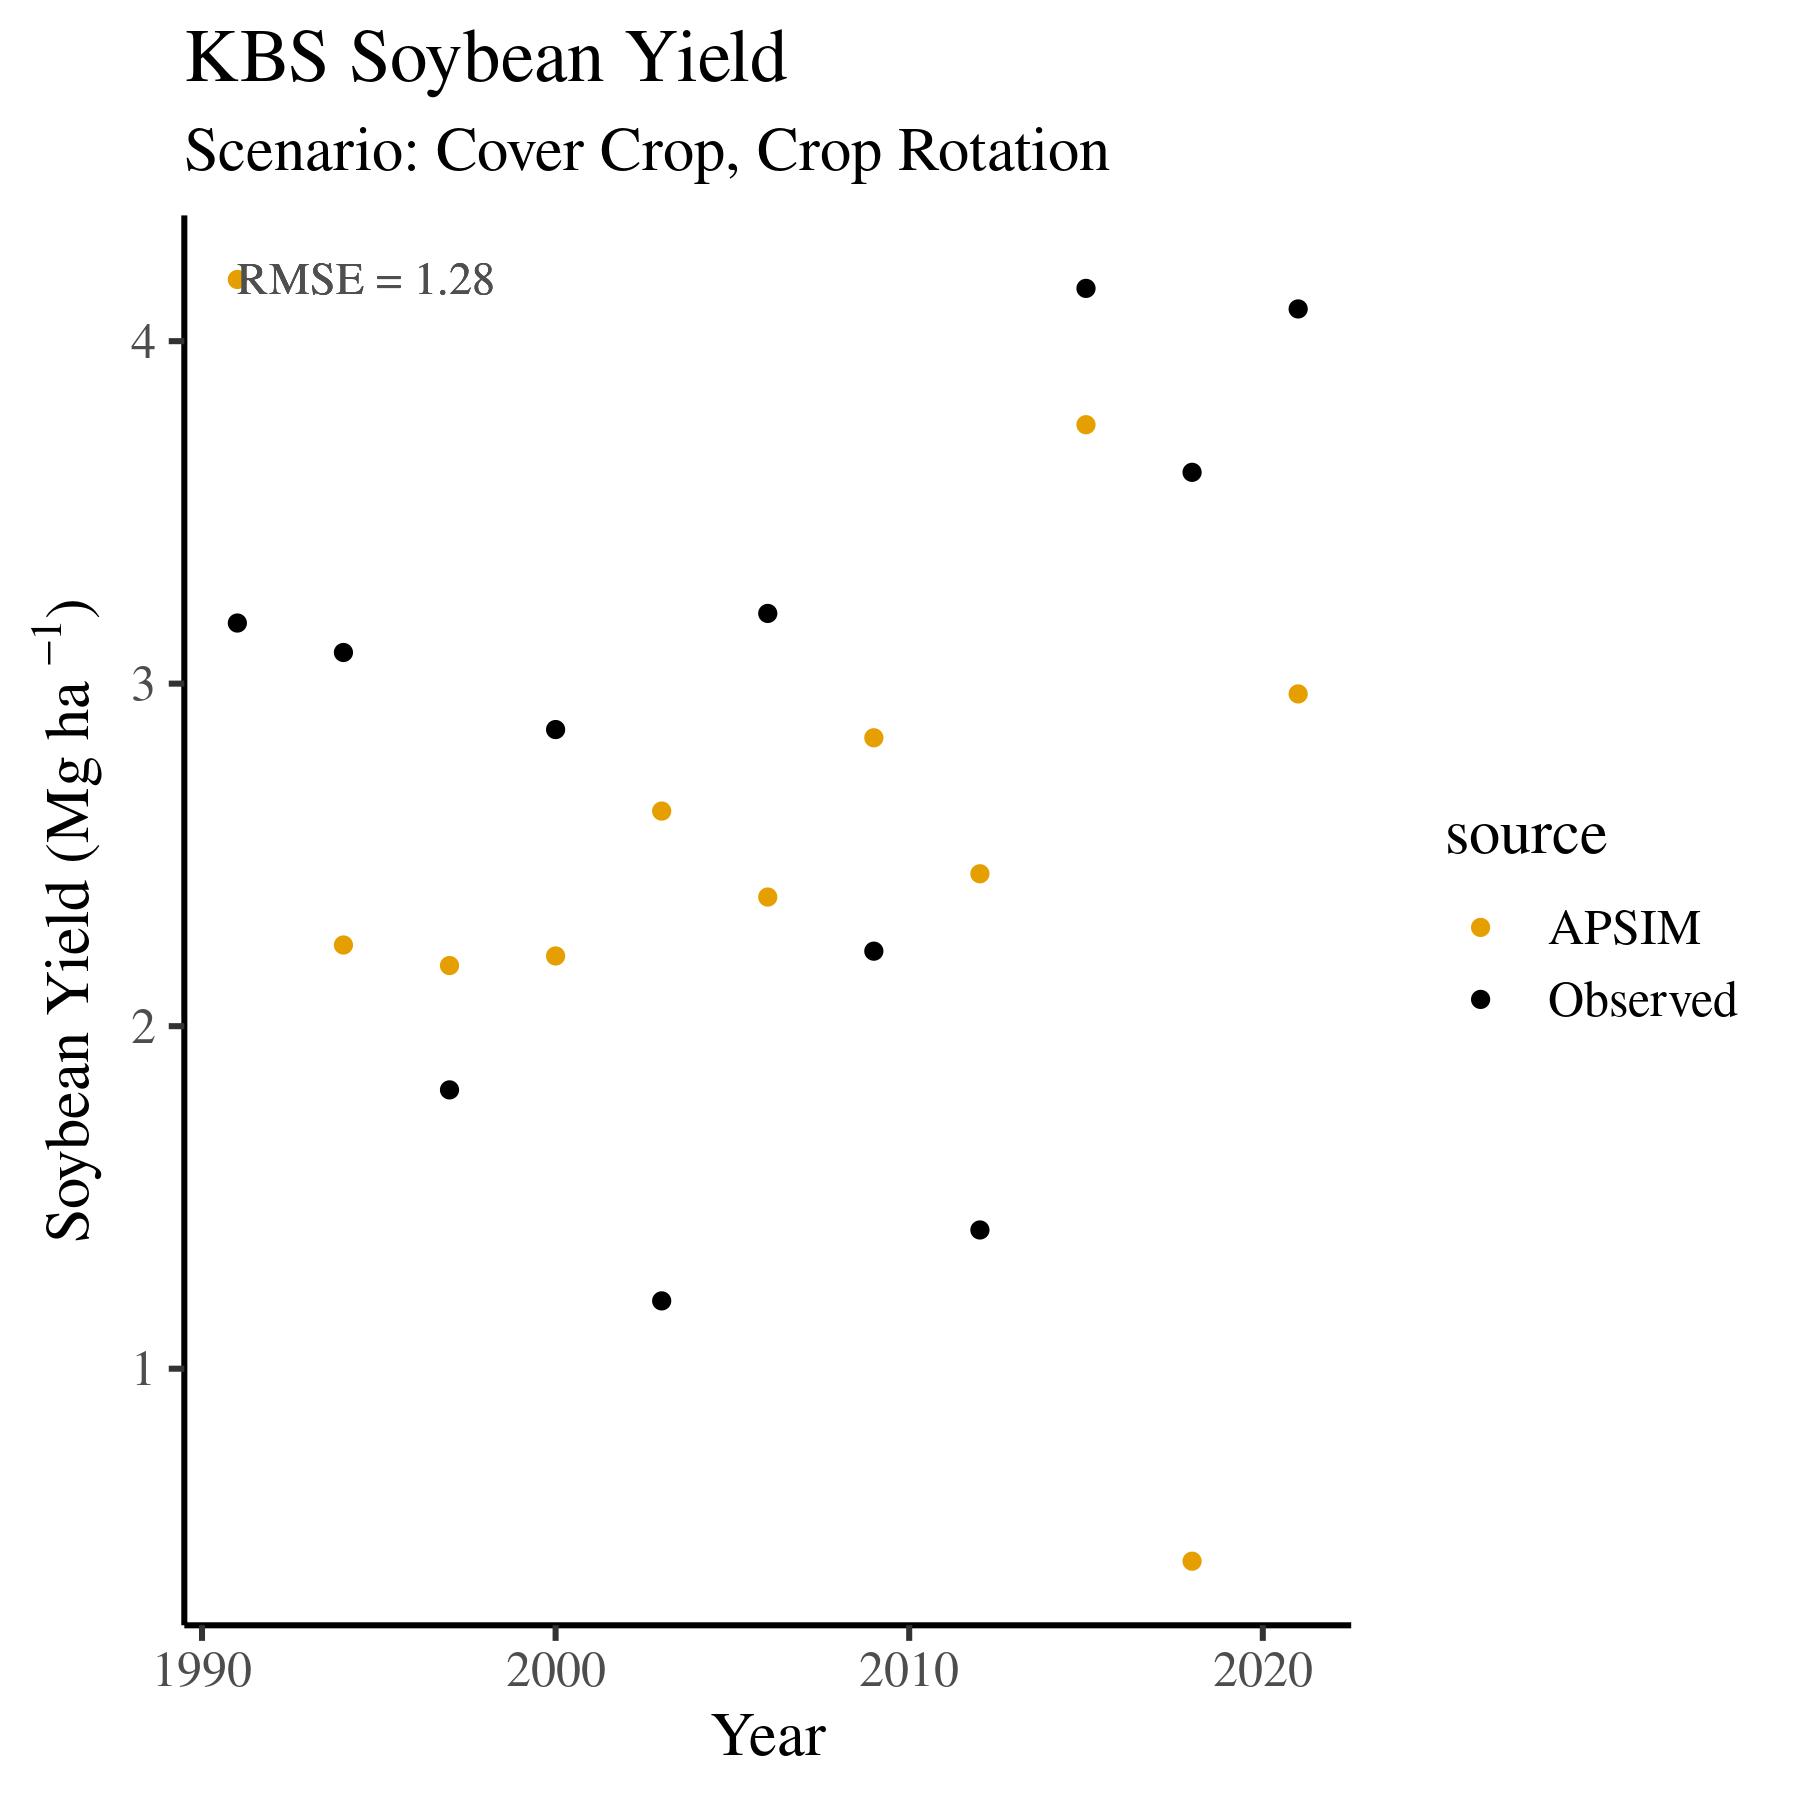 KBS Soybean Yield
Scenario: Cover Crop, Crop Rotation
RMSE = 1.28
4
3
2
1
Soybean Yield (Mg ha −1)
1990 2000 2010 2020
Year
source
APSIM
Observed